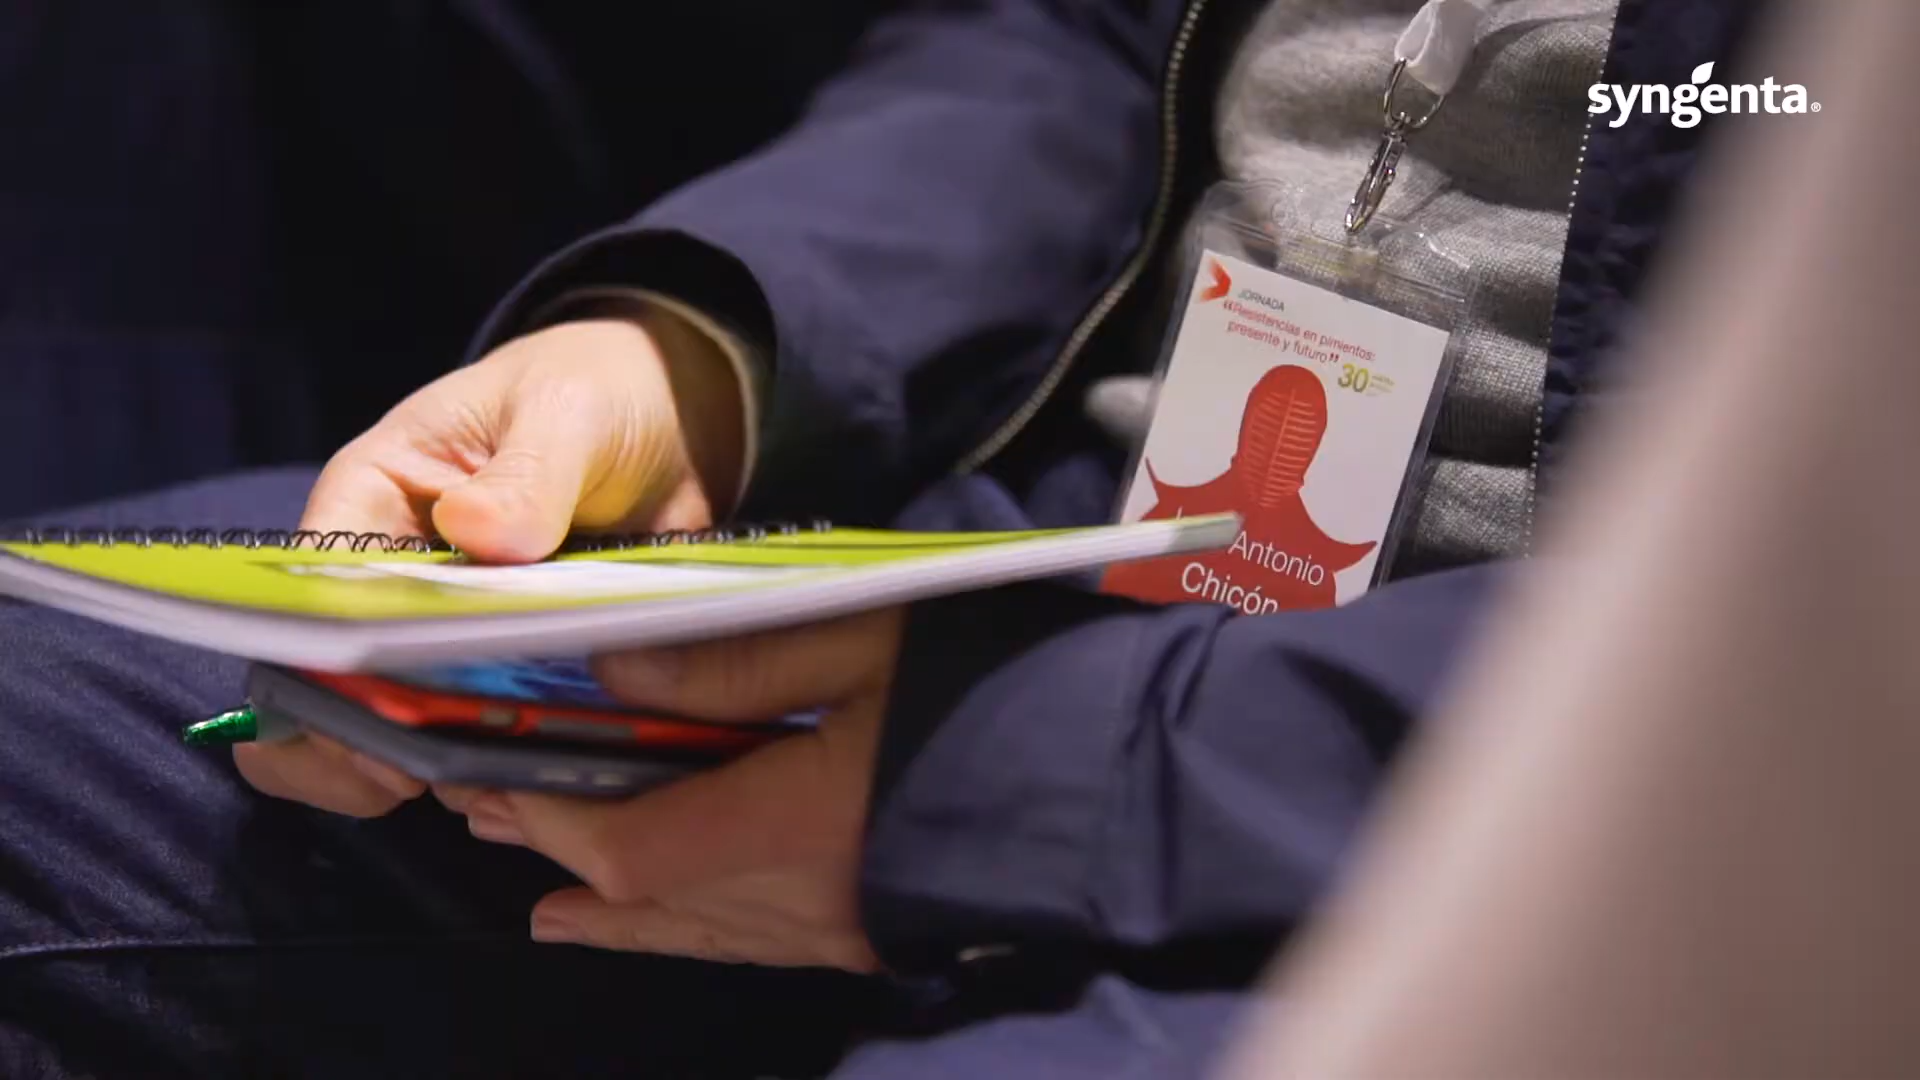 syngenta®
JORNADA
“Resistencias en pimientos:
presente y futuro”
30
Antonio
Chicón